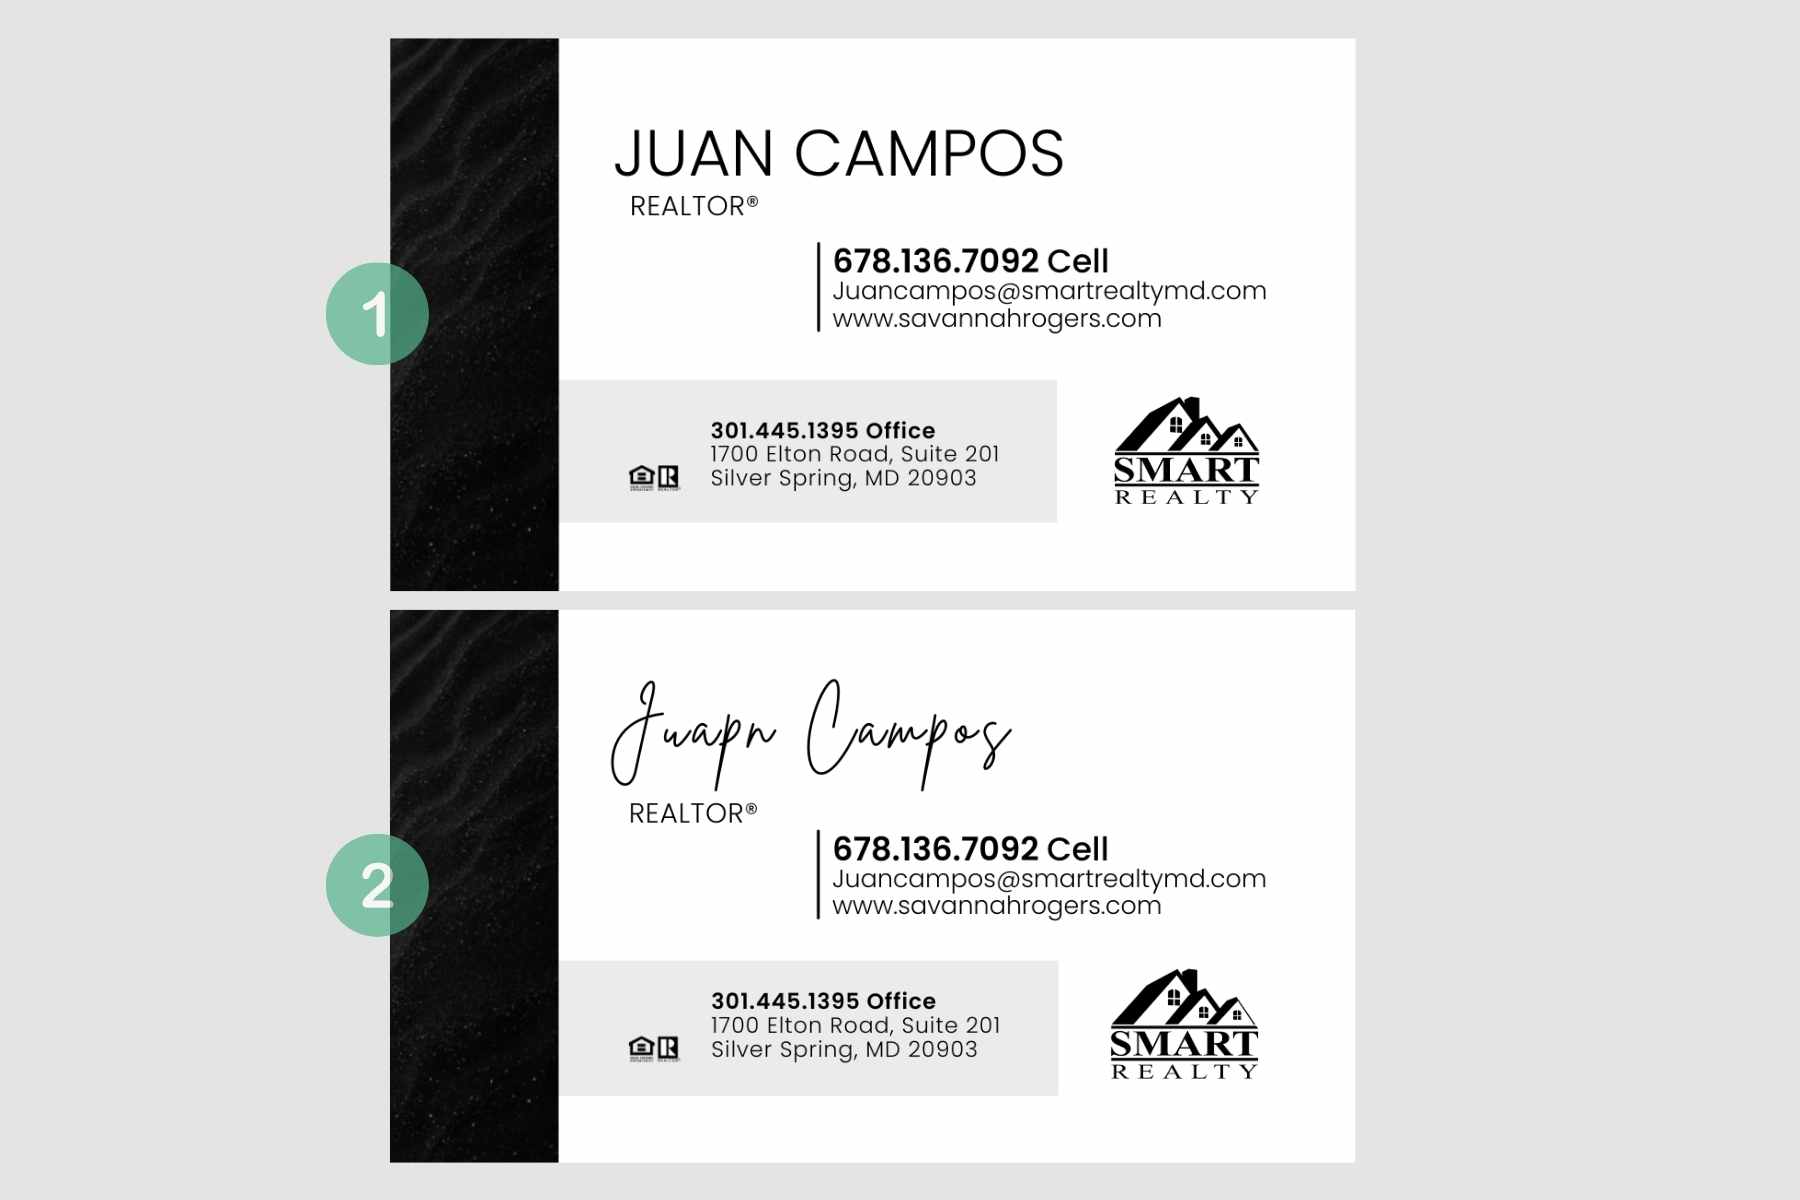 1
JUAN CAMPOS
REALTOR®
678.136.7092 Cell
Juancampos@smartrealtymd.com
www.savannahrogers.com
301.445.1395 Office
1700 Elton Road, Suite 201
Silver Spring, MD 20903
SMART
REALTY
2
Juapn Campos
REALTOR®
678.136.7092 Cell
Juancampos@smartrealtymd.com
www.savannahrogers.com
301.445.1395 Office
1700 Elton Road, Suite 201
Silver Spring, MD 20903
SMART
REALTY